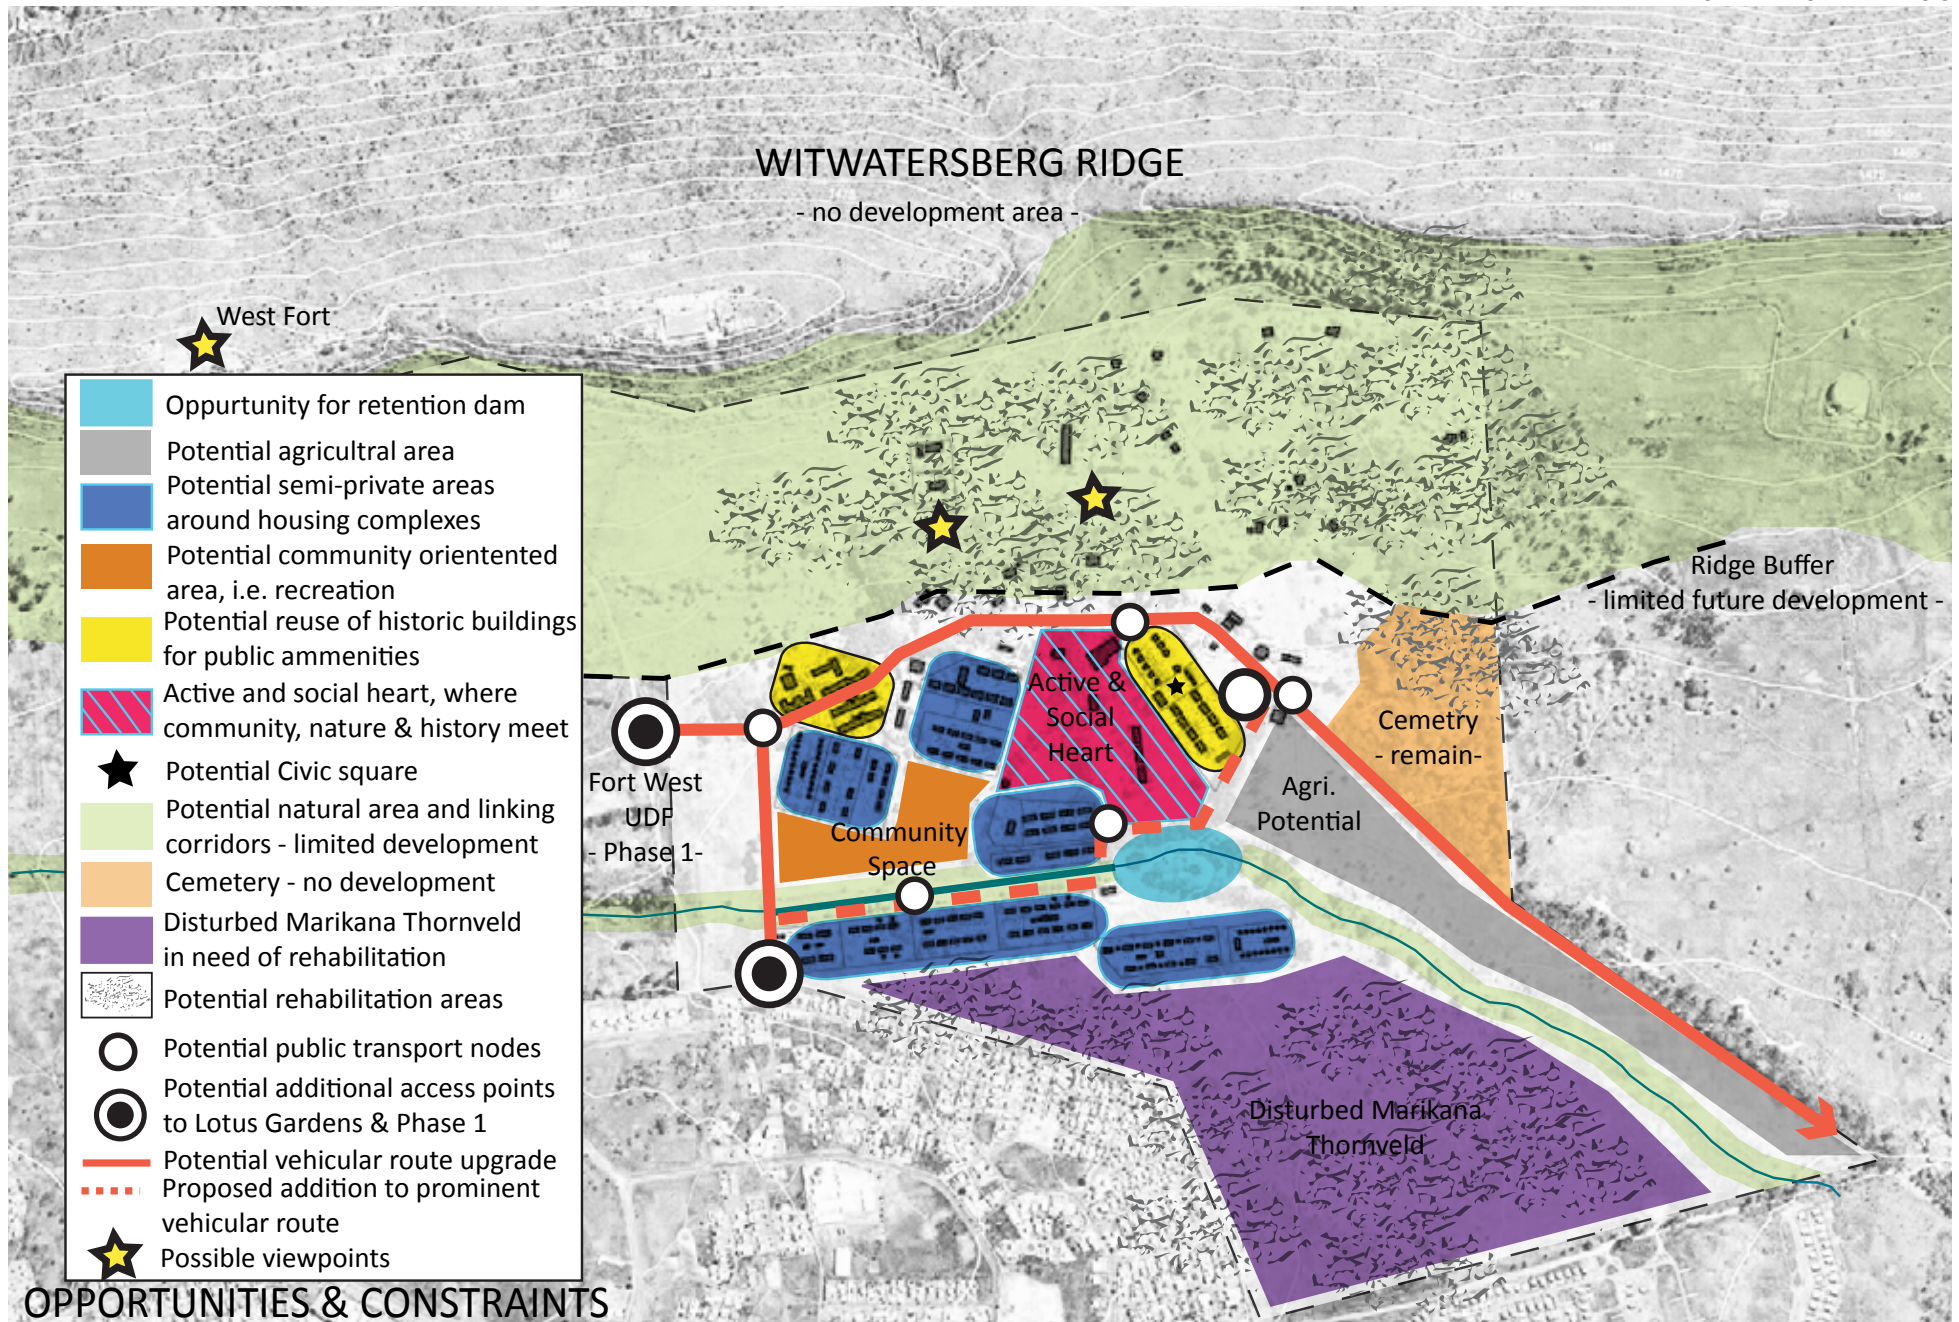 WITWATERSBERG RIDGE
- no development area -
West Fort
Oppurtunity for retention dam
Potential agricultral area
Potential semi-private areas
around housing complexes
Potential community orientented
area, i.e. recreation
Potential reuse of historic buildings
for public ammenities
Active and social heart, where
community, nature & history meet
Potential Civic square
Potential natural area and linking
corridors - limited development
Cemetery - no development
Disturbed Marikana Thornveld
in need of rehabilitation
Potential rehabilitation areas
Potential public transport nodes
Potential additional access points
to Lotus Gardens & Phase 1
Potential vehicular route upgrade
Proposed addition to prominent
vehicular route
Possible viewpoints
Ridge Buffer
- limited future development -
Active &
Social
Heart
Cemetry
- remain-
Fort West
UDF
- Phase 1-
Agri.
Potential
Community
Space
Disturbed Marikana
Thornveld
OPPORTUNITIES & CONSTRAINTS